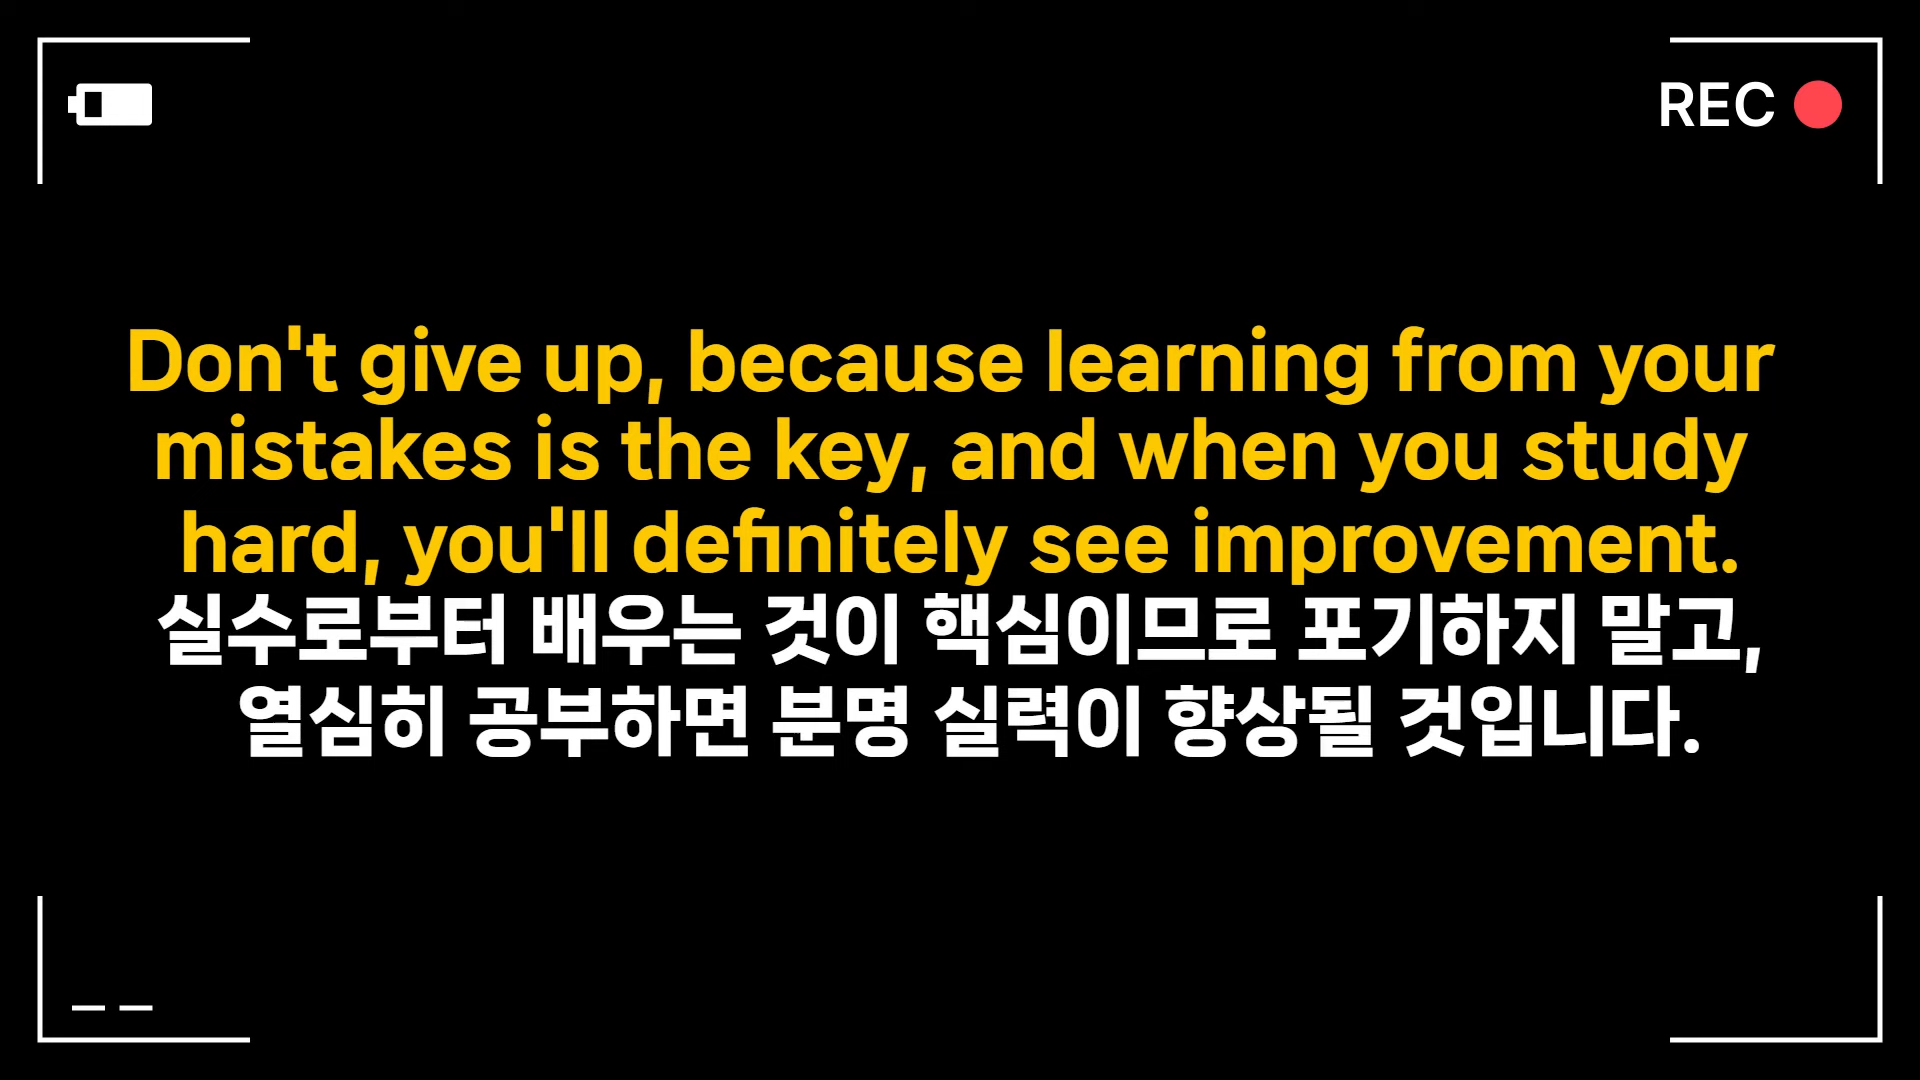 REC
Don't give up, because learning from your
mistakes is the key, and when you study
hard, you'll definitely see improvement.
실수로부터 배우는 것이 핵심이므로 포기하지 말고,
열심히 공부하면 분명 실력이 향상될 것입니다.